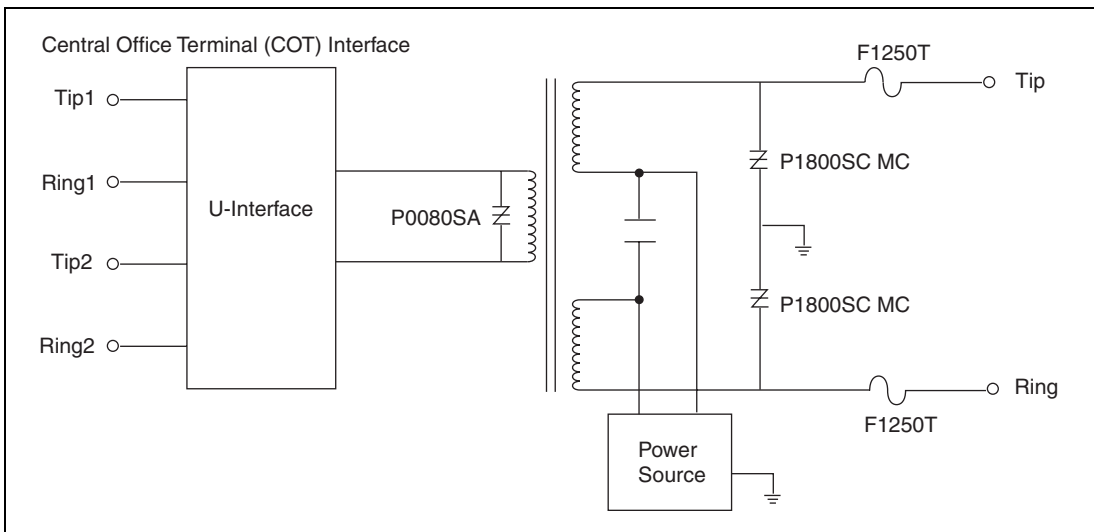 Central Office Terminal (COT) Interface
F1250T
Tip1
Tip
P1800SC MC
Ring1
U-Interface
P0080SA
Tip2
P1800SC MC
Ring2
Ring
F1250T
Power
Source